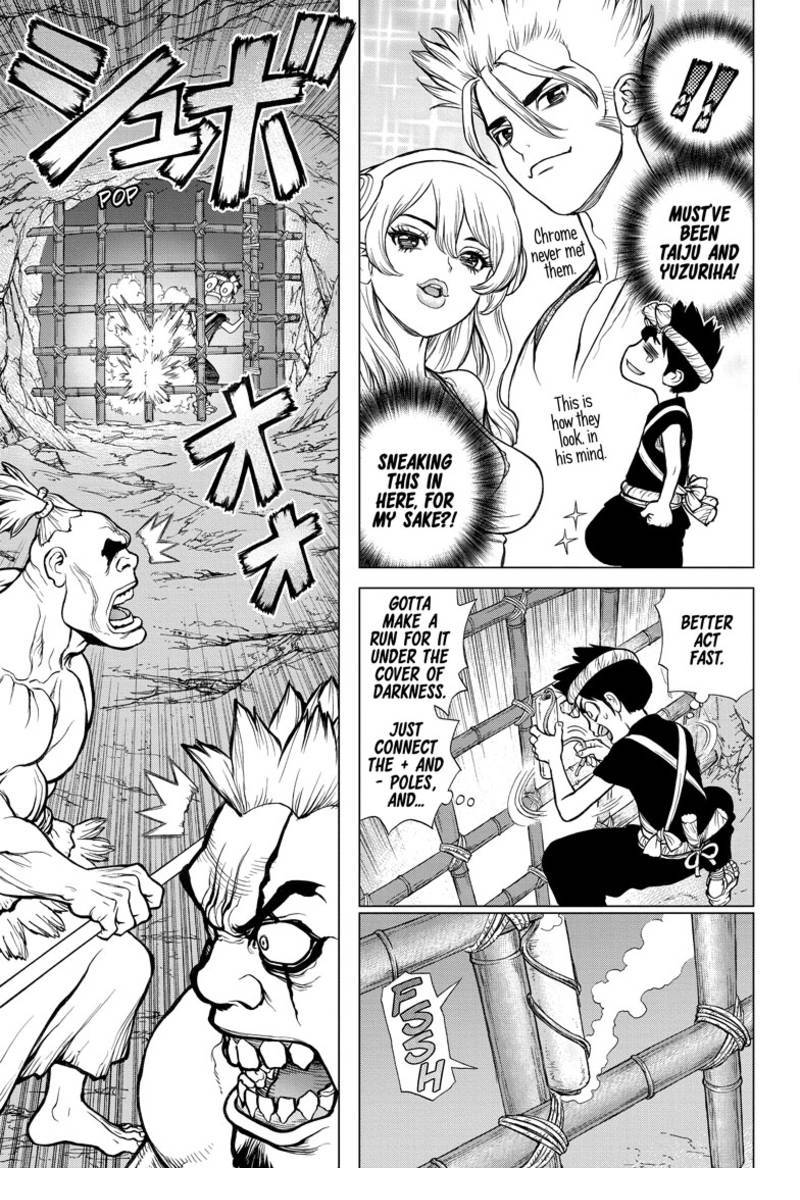 !!
MUST'VE
BEEN
TAIJU AND
YUZURIHA!
Chrome
never met
them.
This is
how they
look, in
his mind.
SNEAKING
THIS IN
HERE, FOR
MY SAKE?!
BETTER
ACT
FAST.
GOTTA
MAKE A
RUN FOR IT
UNDER THE
COVER OF
DARKNESS.
JUST
CONNECT
THE + AND
- POLES,
AND...
FSSH
シュボ
POP
オオ